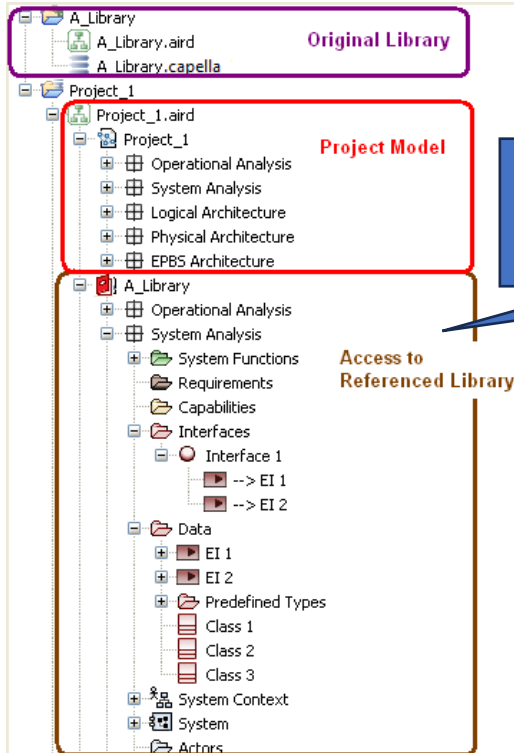 A_Library
A_Library.aird
Original Library
A_Library.capella
Project_1
Project_1.aird
Project_1
Project Model
Operational Analysis
System Analysis
Logical Architecture
Physical Architecture
EPBS Architecture
A_Library
Operational Analysis
System Analysis
System Functions
Access to
Referenced Library
Requirements
Capabilities
Interfaces
Interface 1
--> EI 1
--> EI 2
Data
EI 1
EI 2
Predefined Types
Class 1
Class 2
Class 3
System Context
System
Actors